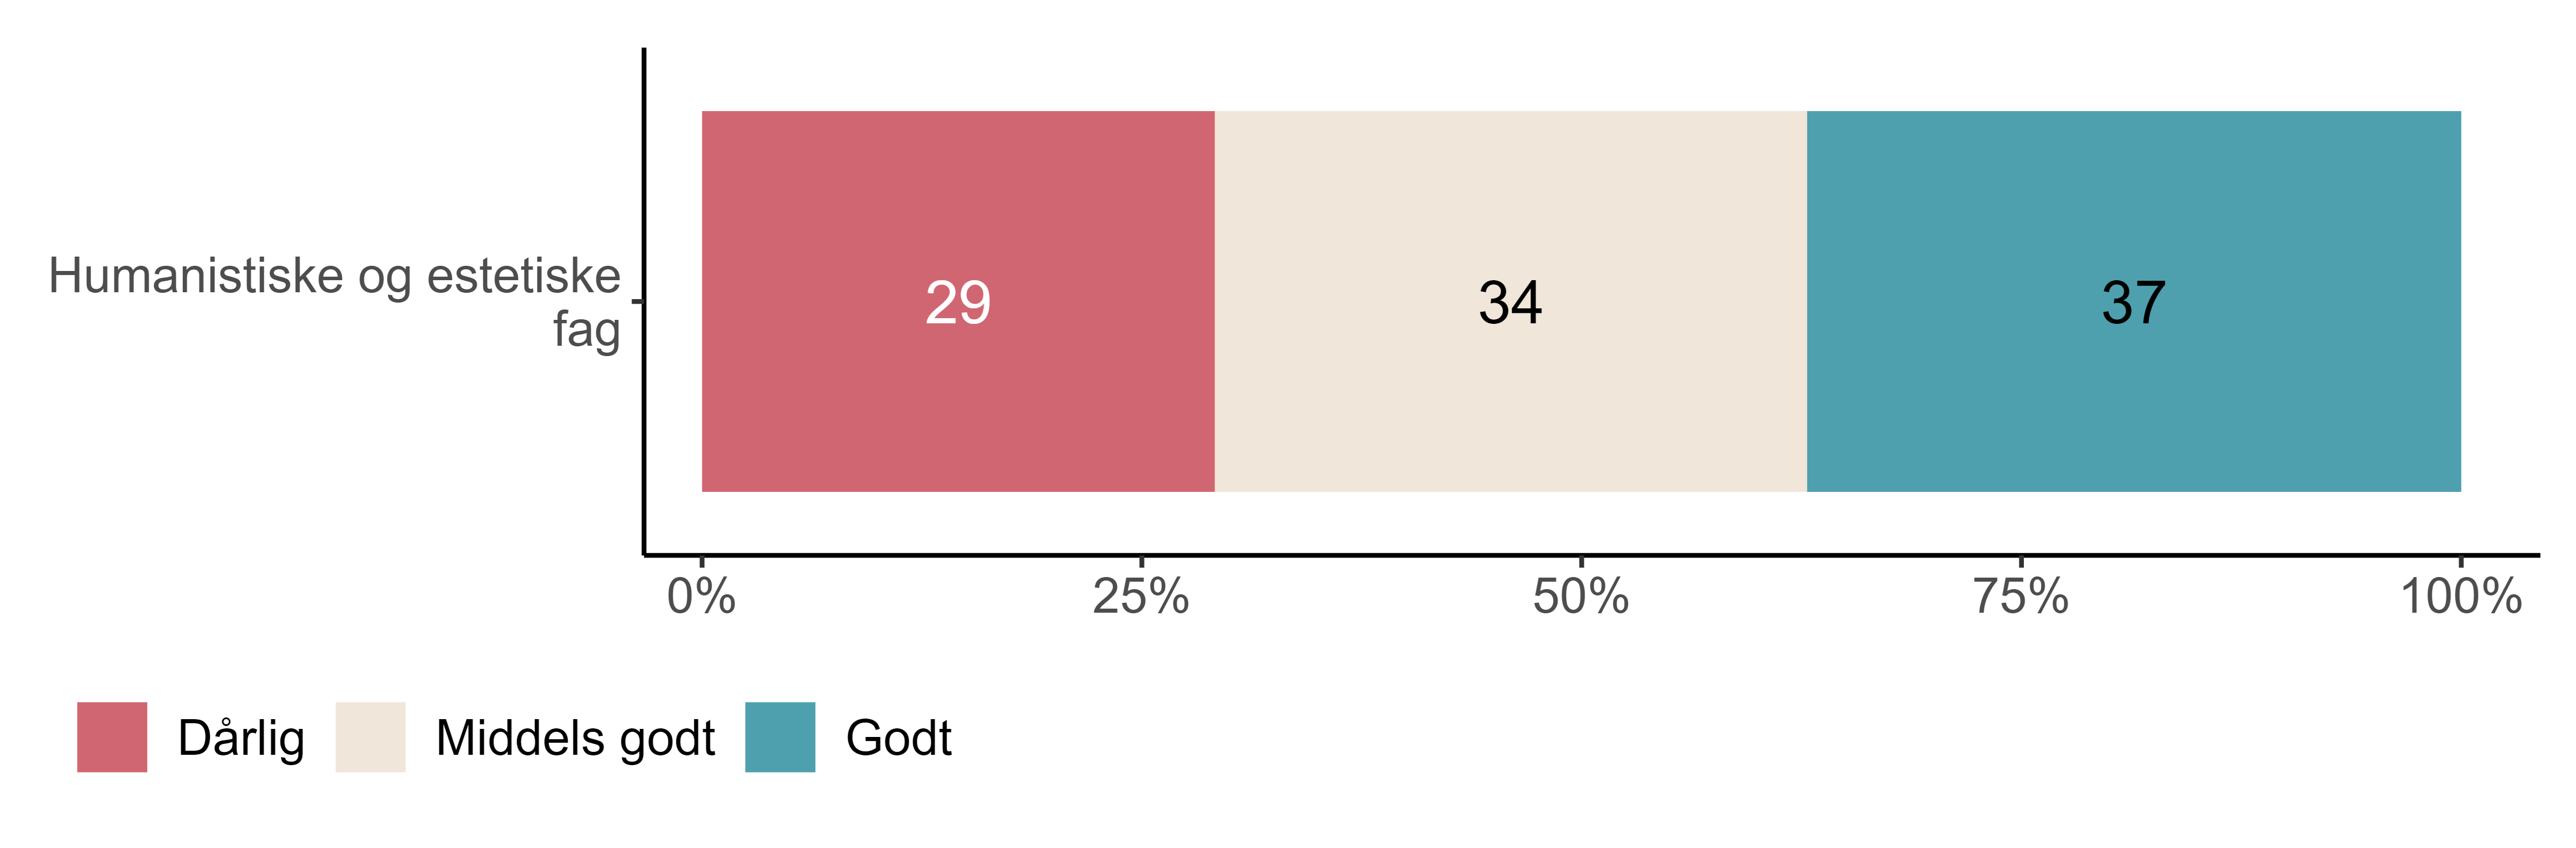 Humanistiske og estetiske
fag
29 34 37
0% 25% 50% 75% 100%
Dårlig Middels godt Godt